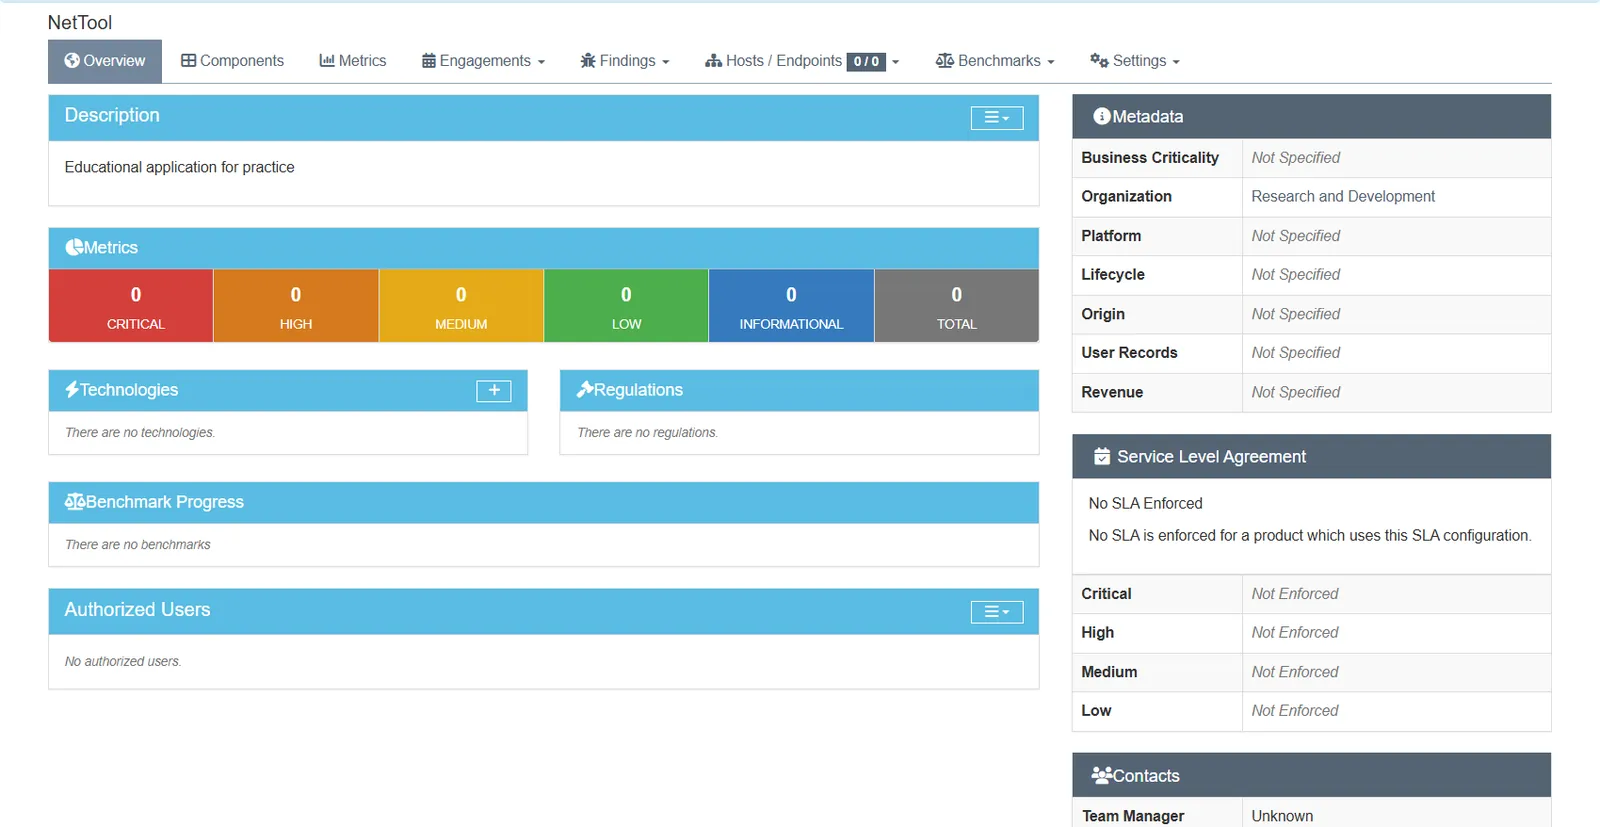 NetTool
Overview Components Metrics Engagements Findings Hosts / Endpoints 0 / 0 Benchmarks Settings
Description
Educational application for practice
Metrics
0 0 0 0 0 0
CRITICAL HIGH MEDIUM LOW INFORMATIONAL TOTAL
Technologies
There are no technologies.
Regulations
There are no regulations.
Benchmark Progress
There are no benchmarks
Authorized Users
No authorized users.
Metadata
Business Criticality Not Specified
Organization Research and Development
Platform Not Specified
Lifecycle Not Specified
Origin Not Specified
User Records Not Specified
Revenue Not Specified
Service Level Agreement
No SLA Enforced
No SLA is enforced for a product which uses this SLA configuration.
Critical Not Enforced
High Not Enforced
Medium Not Enforced
Low Not Enforced
Contacts
Team Manager Unknown